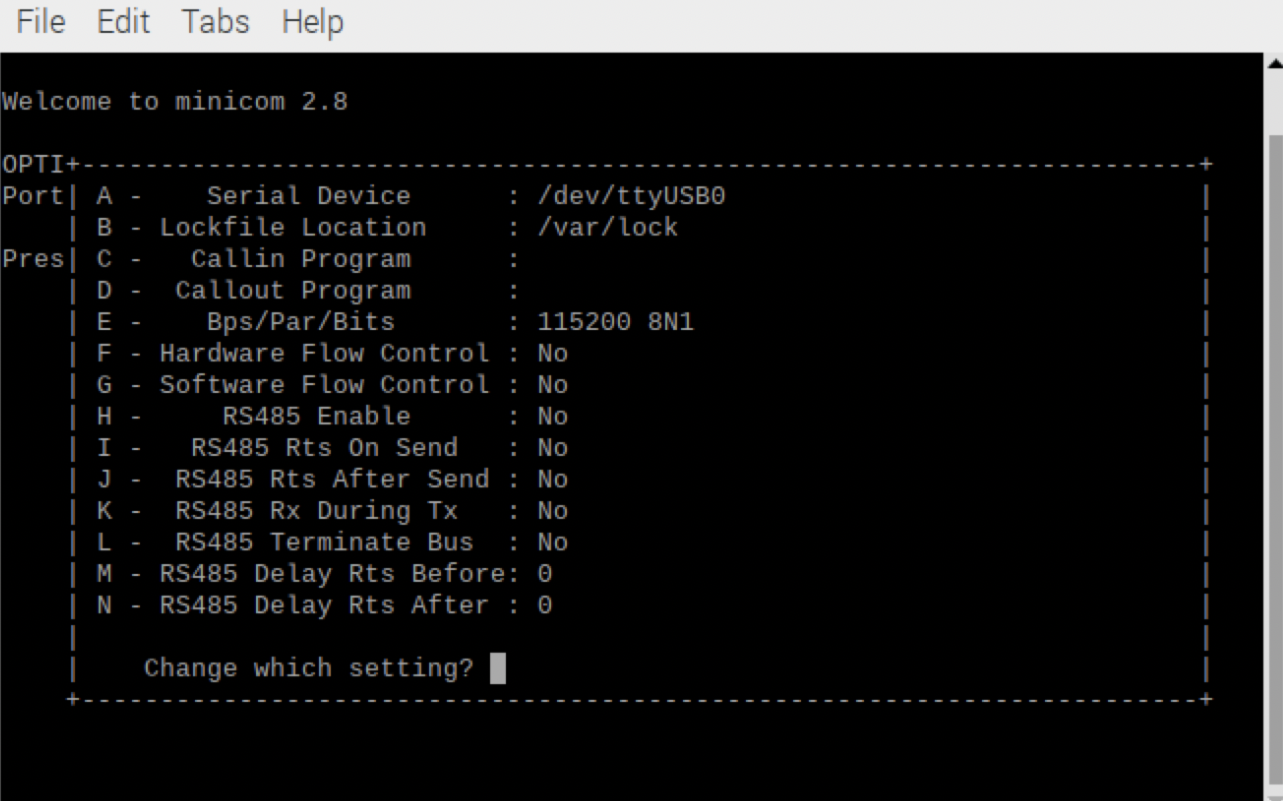 File Edit Tabs Help
Welcome to minicom 2.8
OPTI+-----------------------------------------------------------------------+
Port| A -    Serial Device      : /dev/ttyUSB0                              |
    | B - Lockfile Location     : /var/lock                                 |
Pres| C -   Callin Program      :                                           |
    | D -  Callout Program      :                                           |
    | E -    Bps/Par/Bits       : 115200 8N1                                |
    | F - Hardware Flow Control : No                                        |
    | G - Software Flow Control : No                                        |
    | H -     RS485 Enable      : No                                        |
    | I -   RS485 Rts On Send   : No                                        |
    | J -  RS485 Rts After Send : No                                        |
    | K -  RS485 Rx During Tx   : No                                        |
    | L -  RS485 Terminate Bus  : No                                        |
    | M - RS485 Delay Rts Before: 0                                         |
    | N - RS485 Delay Rts After : 0                                         |
    |                                                                       |
    |    Change which setting?                                              |
    +-----------------------------------------------------------------------+